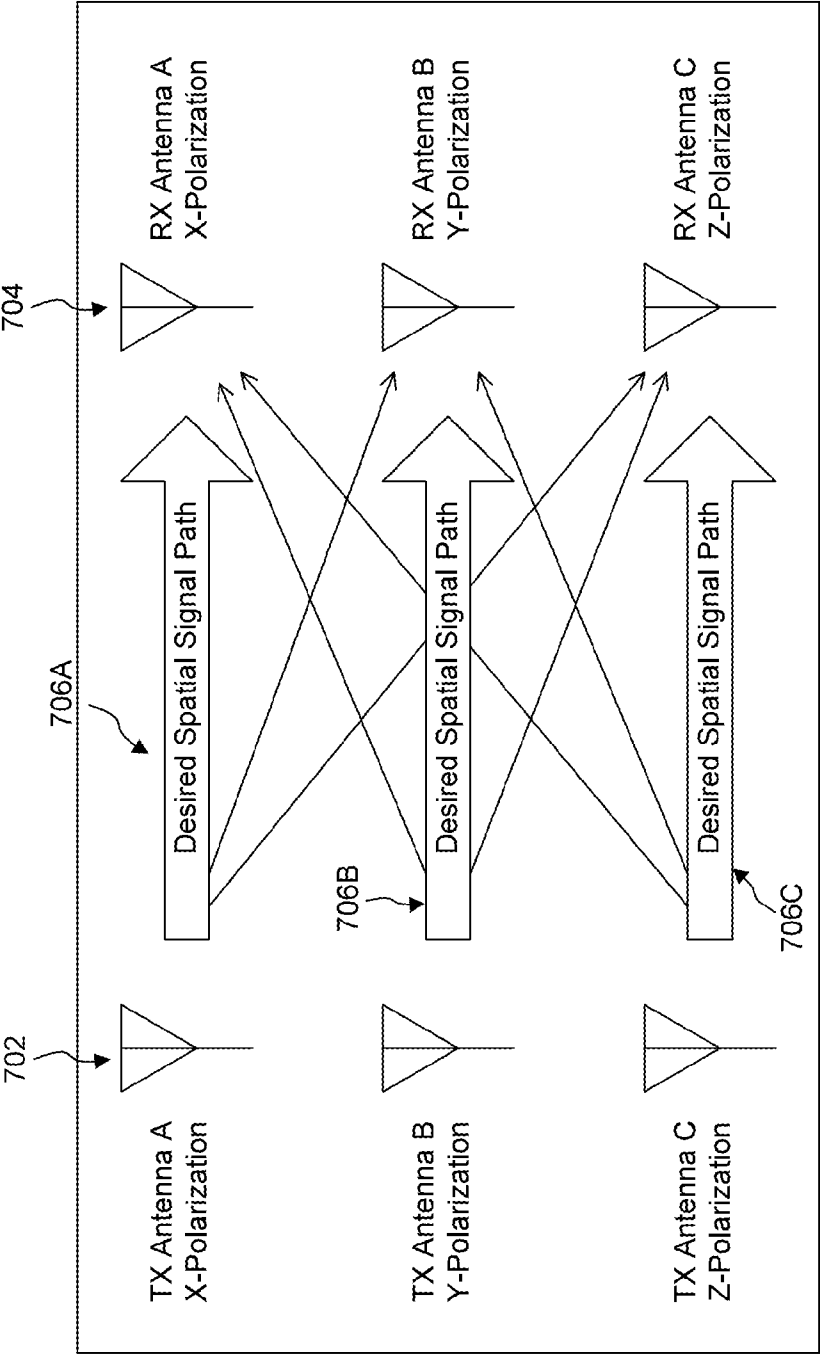 702
704
706A
TX Antenna A
X-Polarization
Desired Spatial Signal Path
RX Antenna A
X-Polarization
706B
TX Antenna B
Y-Polarization
Desired Spatial Signal Path
RX Antenna B
Y-Polarization
TX Antenna C
Z-Polarization
Desired Spatial Signal Path
RX Antenna C
Z-Polarization
706C